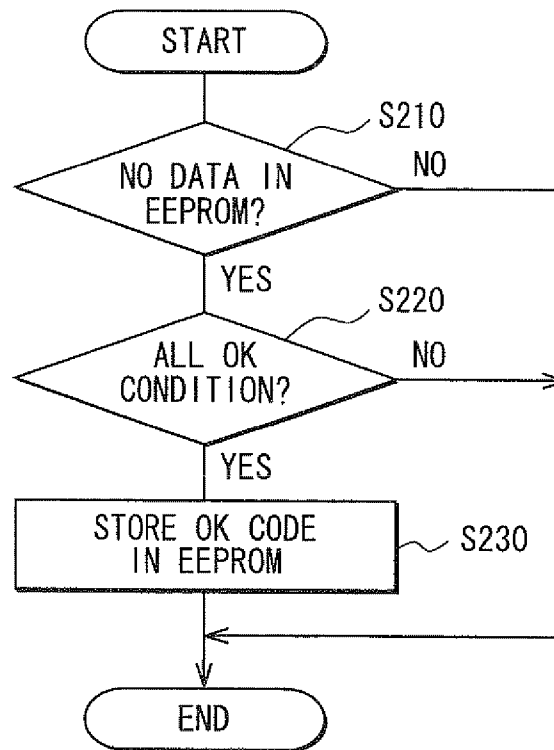 START
S210
NO DATA IN
EEPROM?
NO
YES
S220
ALL OK
CONDITION?
NO
YES
STORE OK CODE
IN EEPROM
S230
END